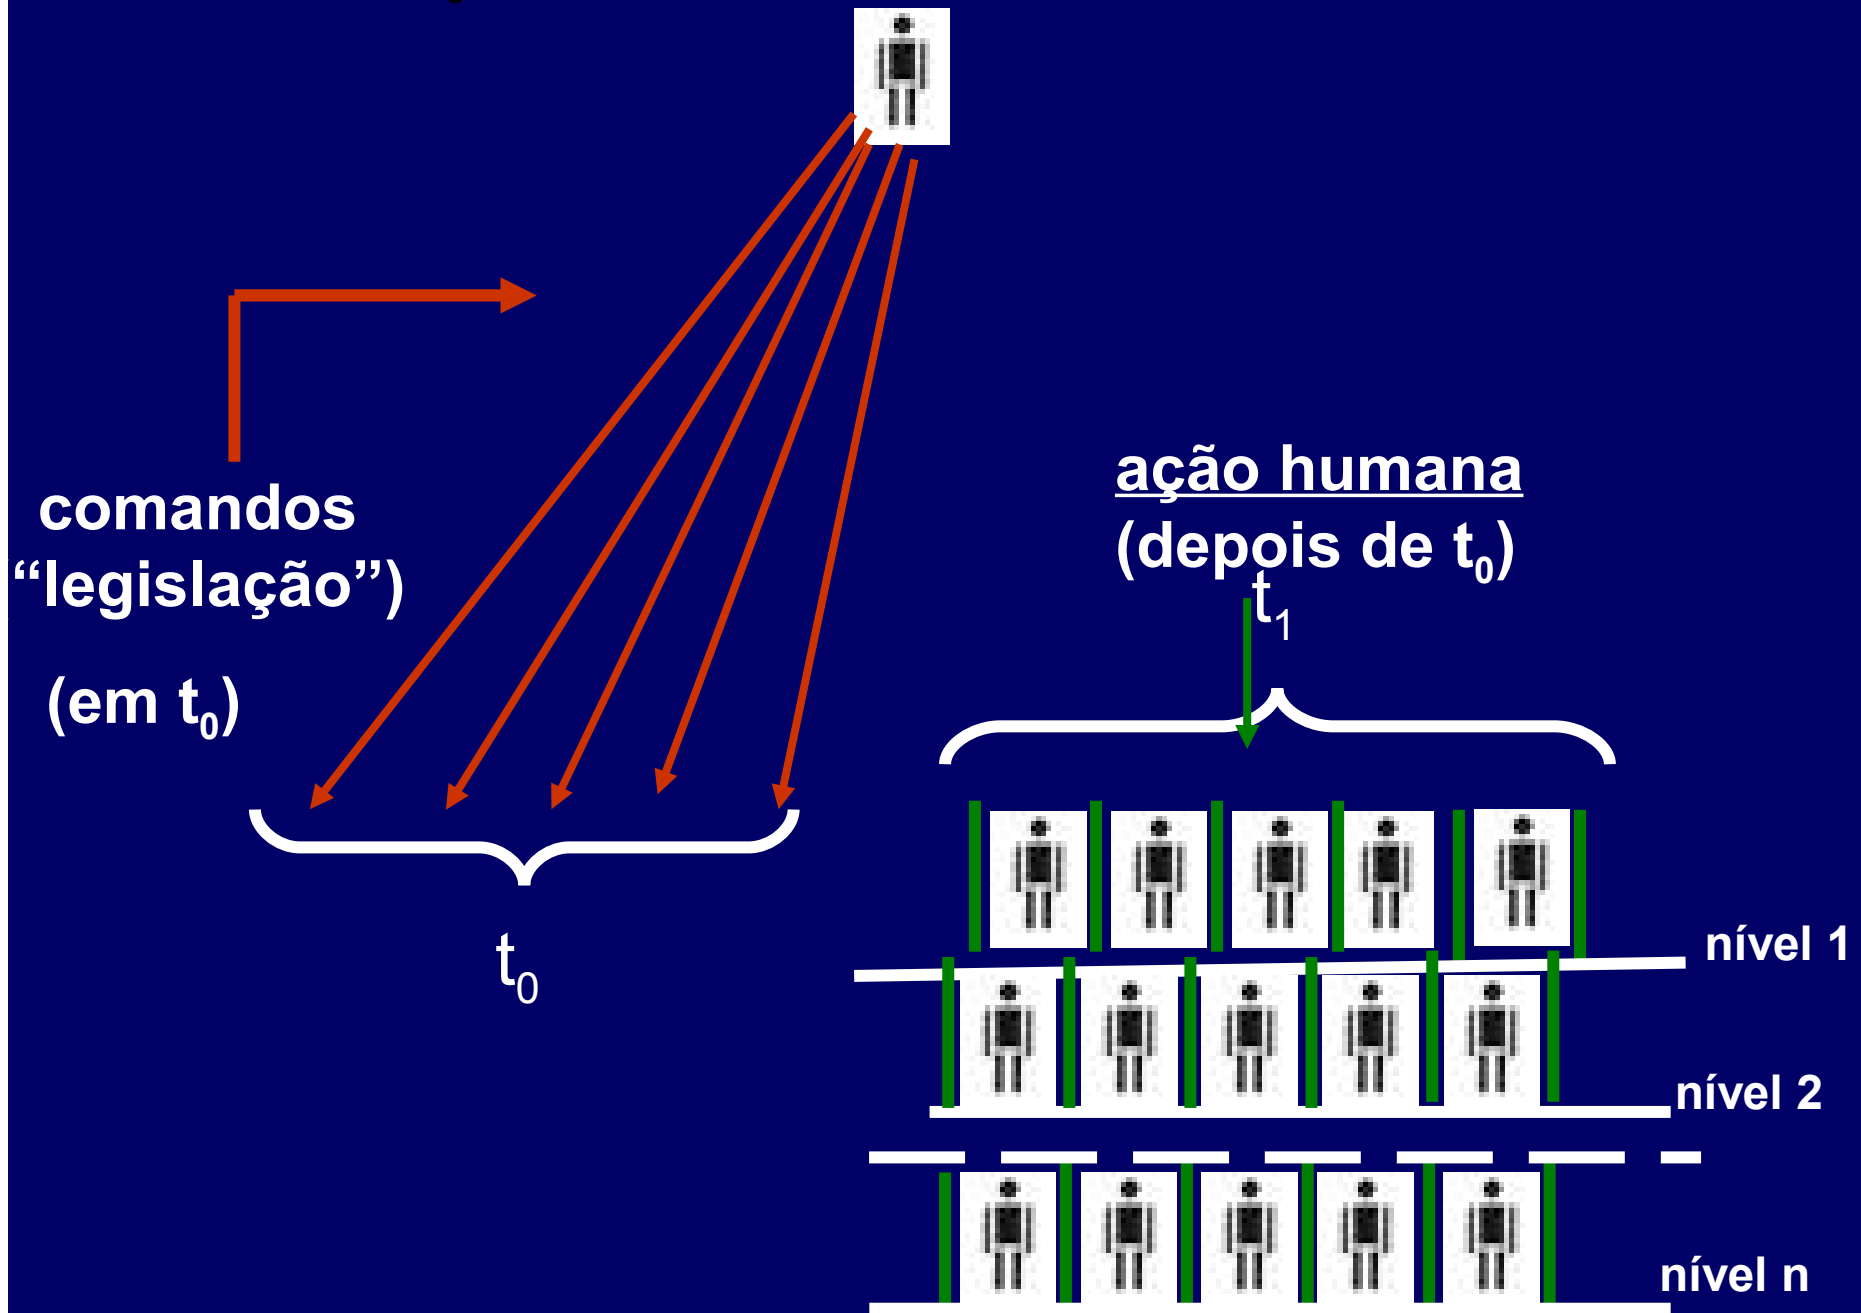 comandos
“legislação”)
(em t₀)
t₀
ação humana
(depois de t₀)
t₁
nível 1
nível 2
nível n